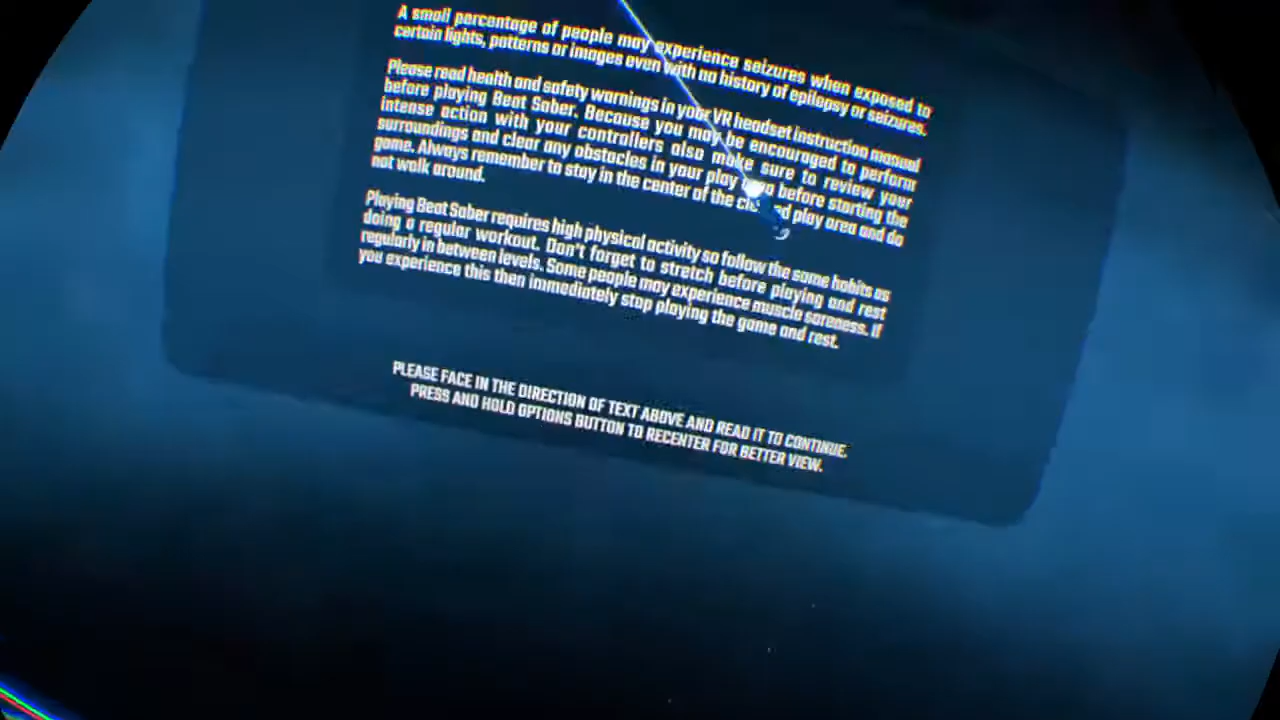 A small percentage of people may experience seizures when exposed to
certain lights, patterns or images even with no history of epilepsy or seizures.
Please read health and safety warnings in your VR headset instruction manual
before playing Beat Saber. Because you may be encouraged to perform
intense action with your controllers also make sure to review your
surroundings and clear any obstacles in your play before starting the
game. Always remember to stay in the center of the play area and do
not walk around.
Playing Beat Saber requires high physical activity so follow the same habits as
doing a regular workout. Don't forget to stretch before playing and rest
regularly in between levels. Some people may experience muscle soreness. If
you experience this then immediately stop playing the game and rest.
PLEASE FACE IN THE DIRECTION OF TEXT ABOVE AND READ IT TO CONTINUE.
PRESS AND HOLD OPTIONS BUTTON TO RECENTER FOR BETTER VIEW.